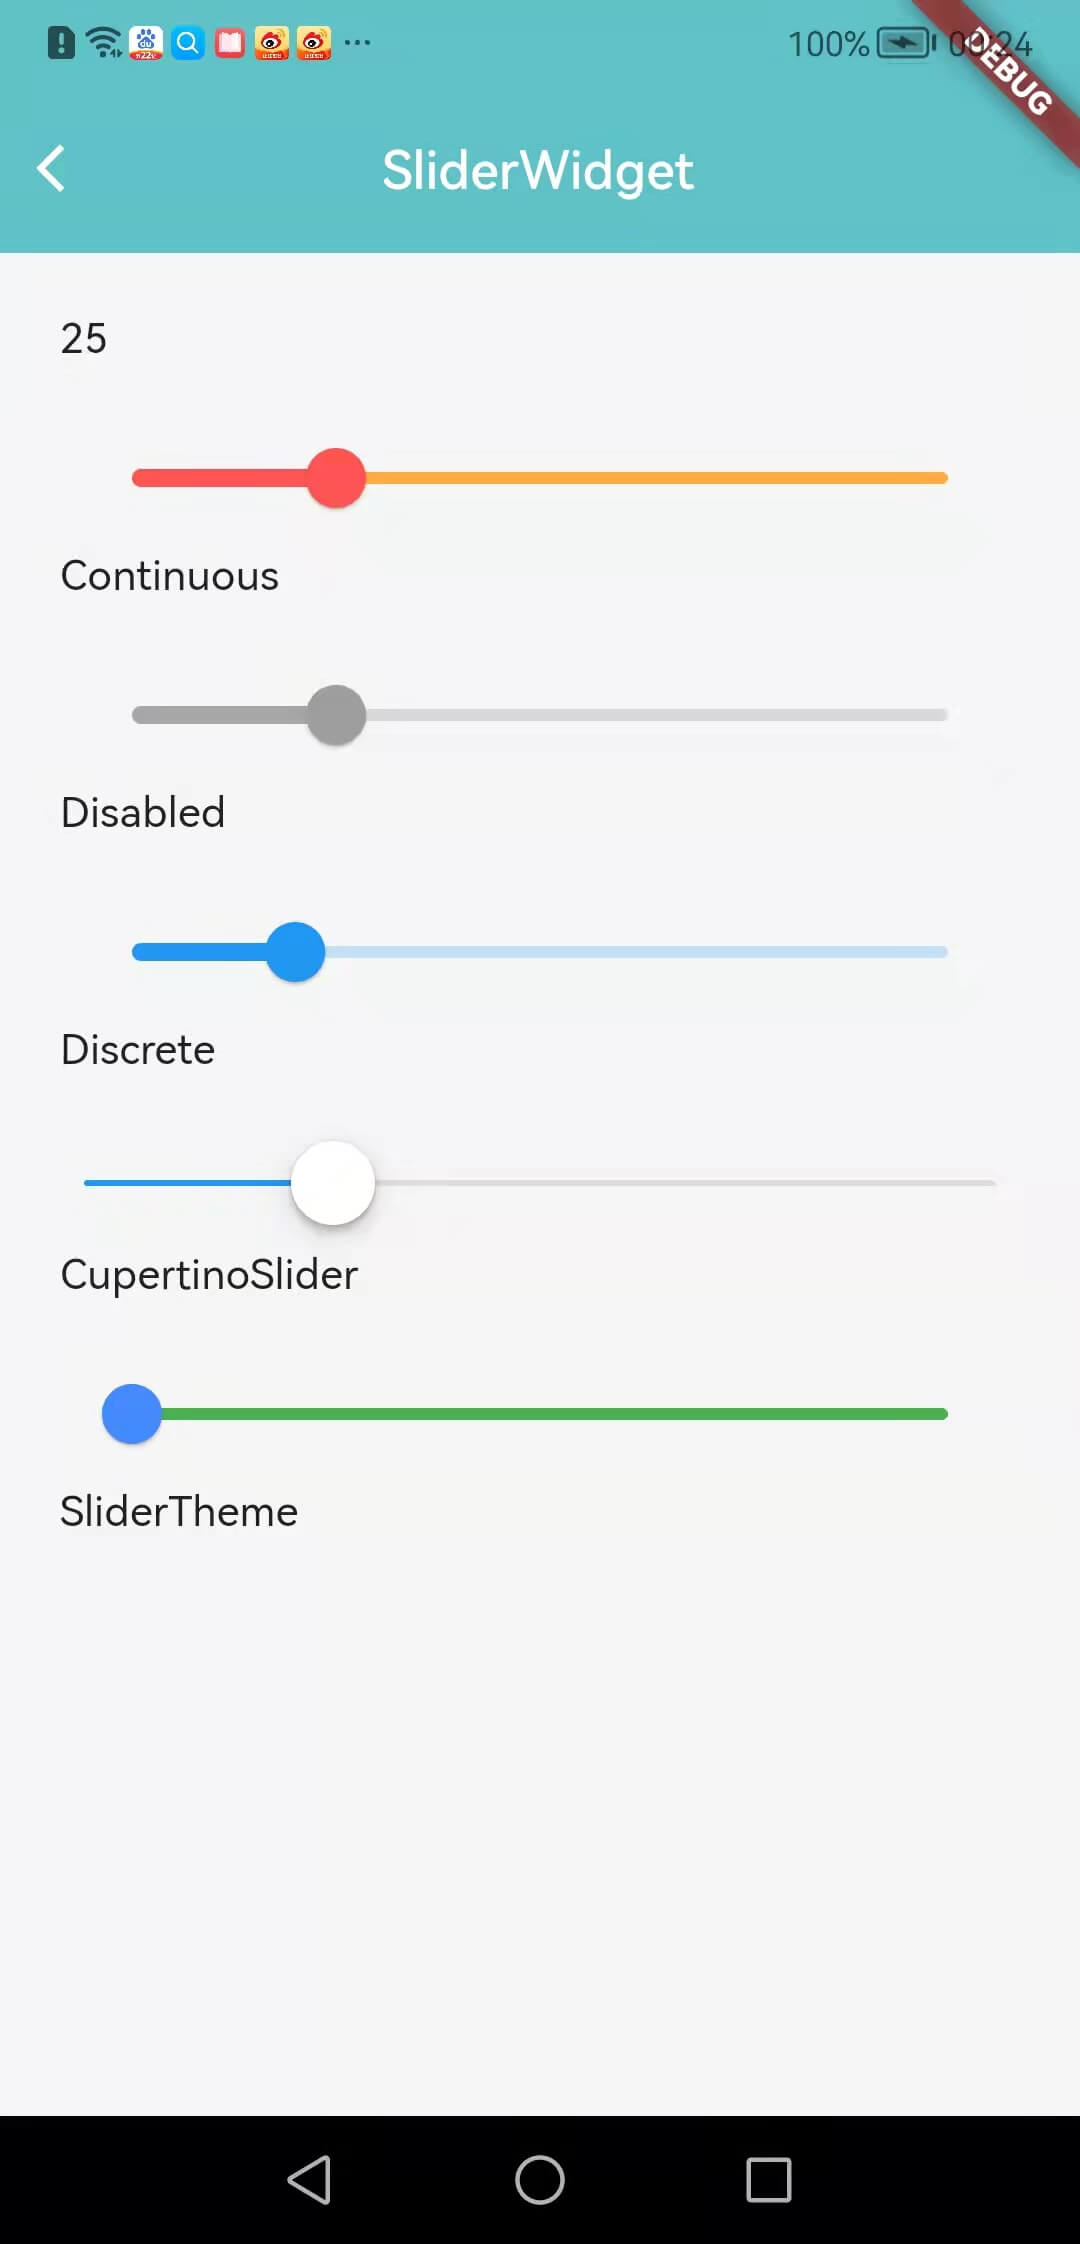 100%
DEBUG
SliderWidget
25
Continuous
Disabled
Discrete
CupertinoSlider
SliderTheme